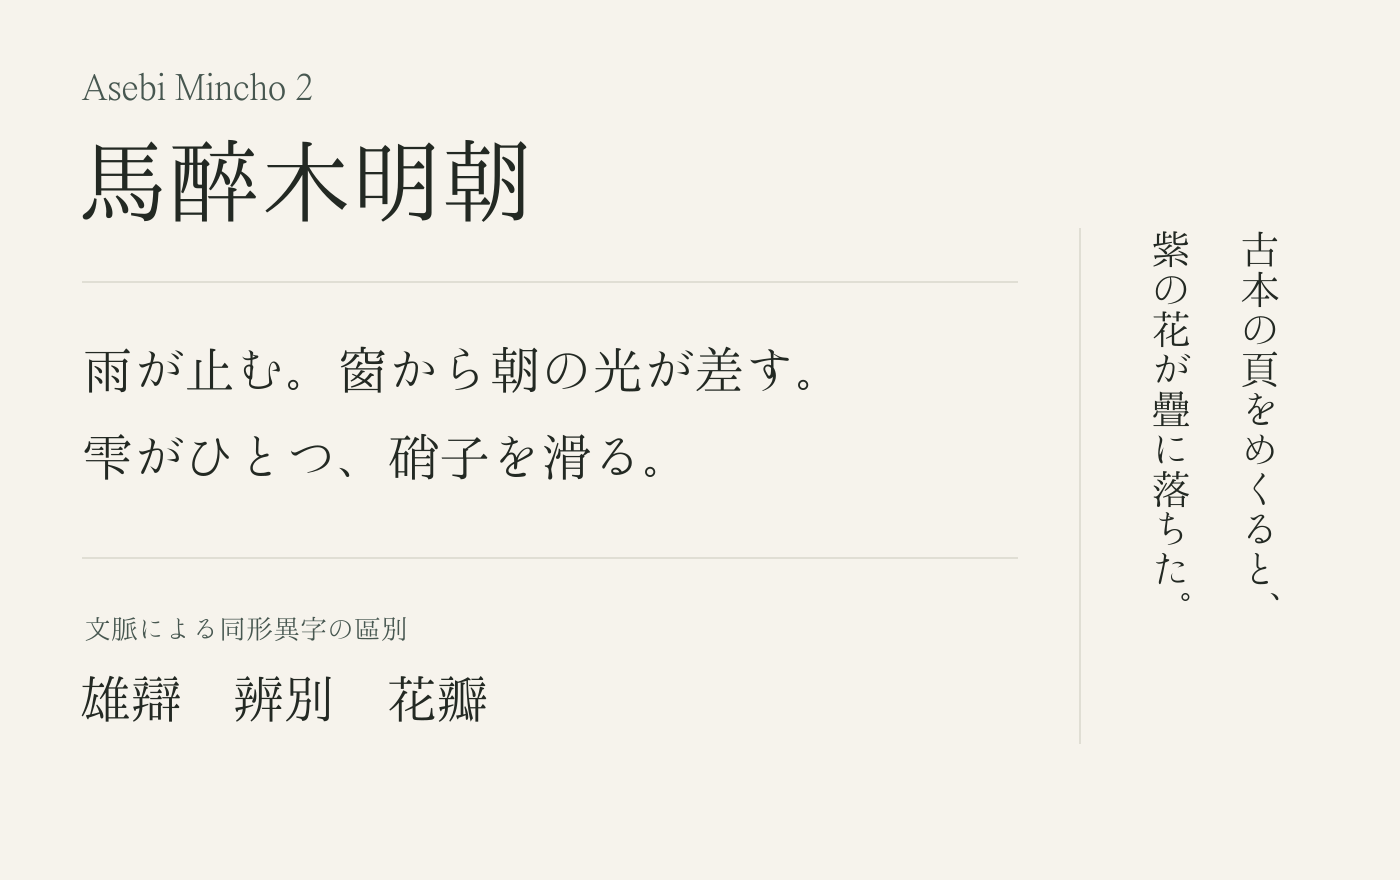 Asebi Mincho 2
馬醉木明朝
雨が止む。窗から朝の光が差す。
雫がひとつ、硝子を滑る。
文脈による同形異字の區別
雄辯　辨別　花瓣
古本の頁をめくると、
紫の花が疊に落ちた。